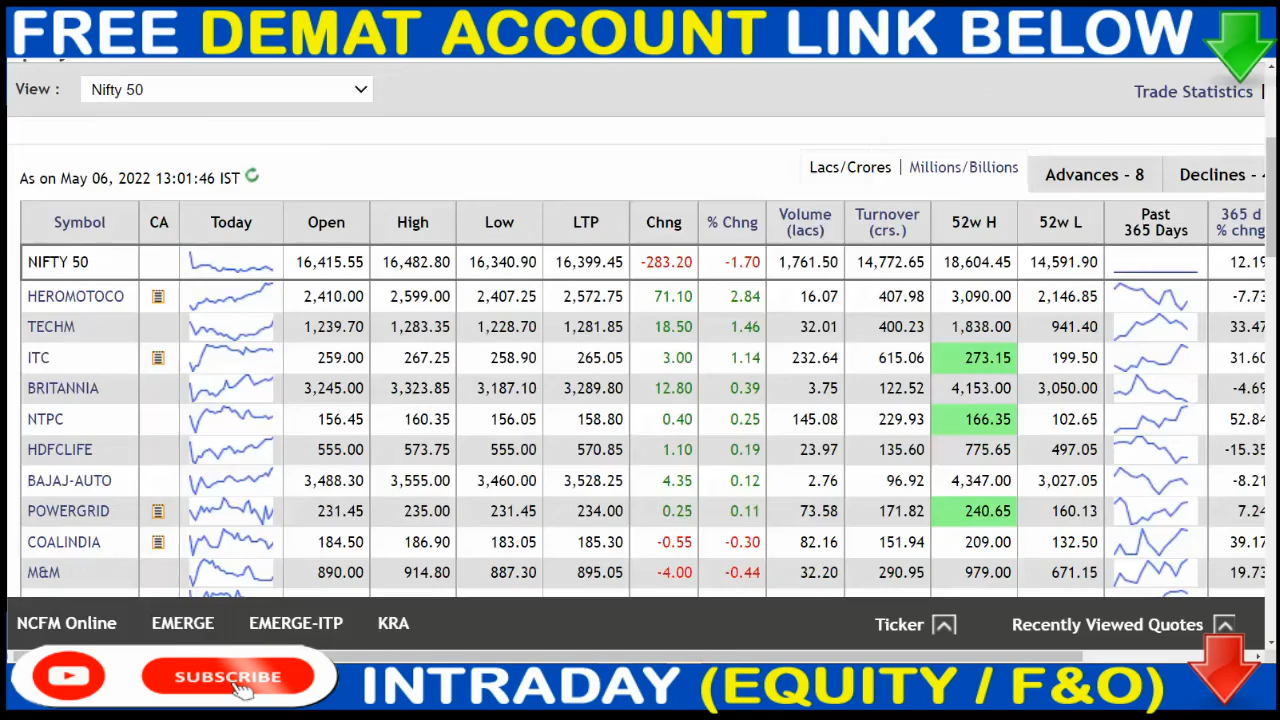 FREE DEMAT ACCOUNT LINK BELOW
View : Nifty 50
Trade Statistics
Lacs/Crores | Millions/Billions
As on May 06, 2022 13:01:46 IST
Advances - 8 Declines -
Symbol CA Today Open High Low LTP Chng % Chng Volume (lacs) Turnover (crs.) 52w H 52w L Past 365 Days 365 d % chng
NIFTY 50 16,415.55 16,482.80 16,340.90 16,399.45 -283.20 -1.70 1,761.50 14,772.65 18,604.45 14,591.90 12.19
HEROMOTOCO 2,410.00 2,599.00 2,407.25 2,572.75 71.10 2.84 16.07 407.98 3,090.00 2,146.85 -7.73
TECHM 1,239.70 1,283.35 1,228.70 1,281.85 18.50 1.46 32.01 400.23 1,838.00 941.40 33.47
ITC 259.00 267.25 258.90 265.05 3.00 1.14 232.64 615.06 273.15 199.50 31.60
BRITANNIA 3,245.00 3,323.85 3,187.10 3,289.80 12.80 0.39 3.75 122.52 4,153.00 3,050.00 -4.69
NTPC 156.45 160.35 156.05 158.80 0.40 0.25 145.08 229.93 166.35 102.65 52.84
HDFCLIFE 555.00 573.75 555.00 570.85 1.10 0.19 23.97 135.60 775.65 497.05 -15.35
BAJAJ-AUTO 3,488.30 3,555.00 3,460.00 3,528.25 4.35 0.12 2.76 96.92 4,347.00 3,027.05 -8.21
POWERGRID 231.45 235.00 231.45 234.00 0.25 0.11 73.58 171.82 240.65 160.13 7.24
COALINDIA 184.50 186.90 183.05 185.30 -0.55 -0.30 82.16 151.94 209.00 132.50 39.17
M&M 890.00 914.80 887.30 895.05 -4.00 -0.44 32.20 290.95 979.00 671.15 19.73
NCFM Online EMERGE EMERGE-ITP KRA Ticker Recently Viewed Quotes
SUBSCRIBE
INTRADAY (EQUITY / F&O)